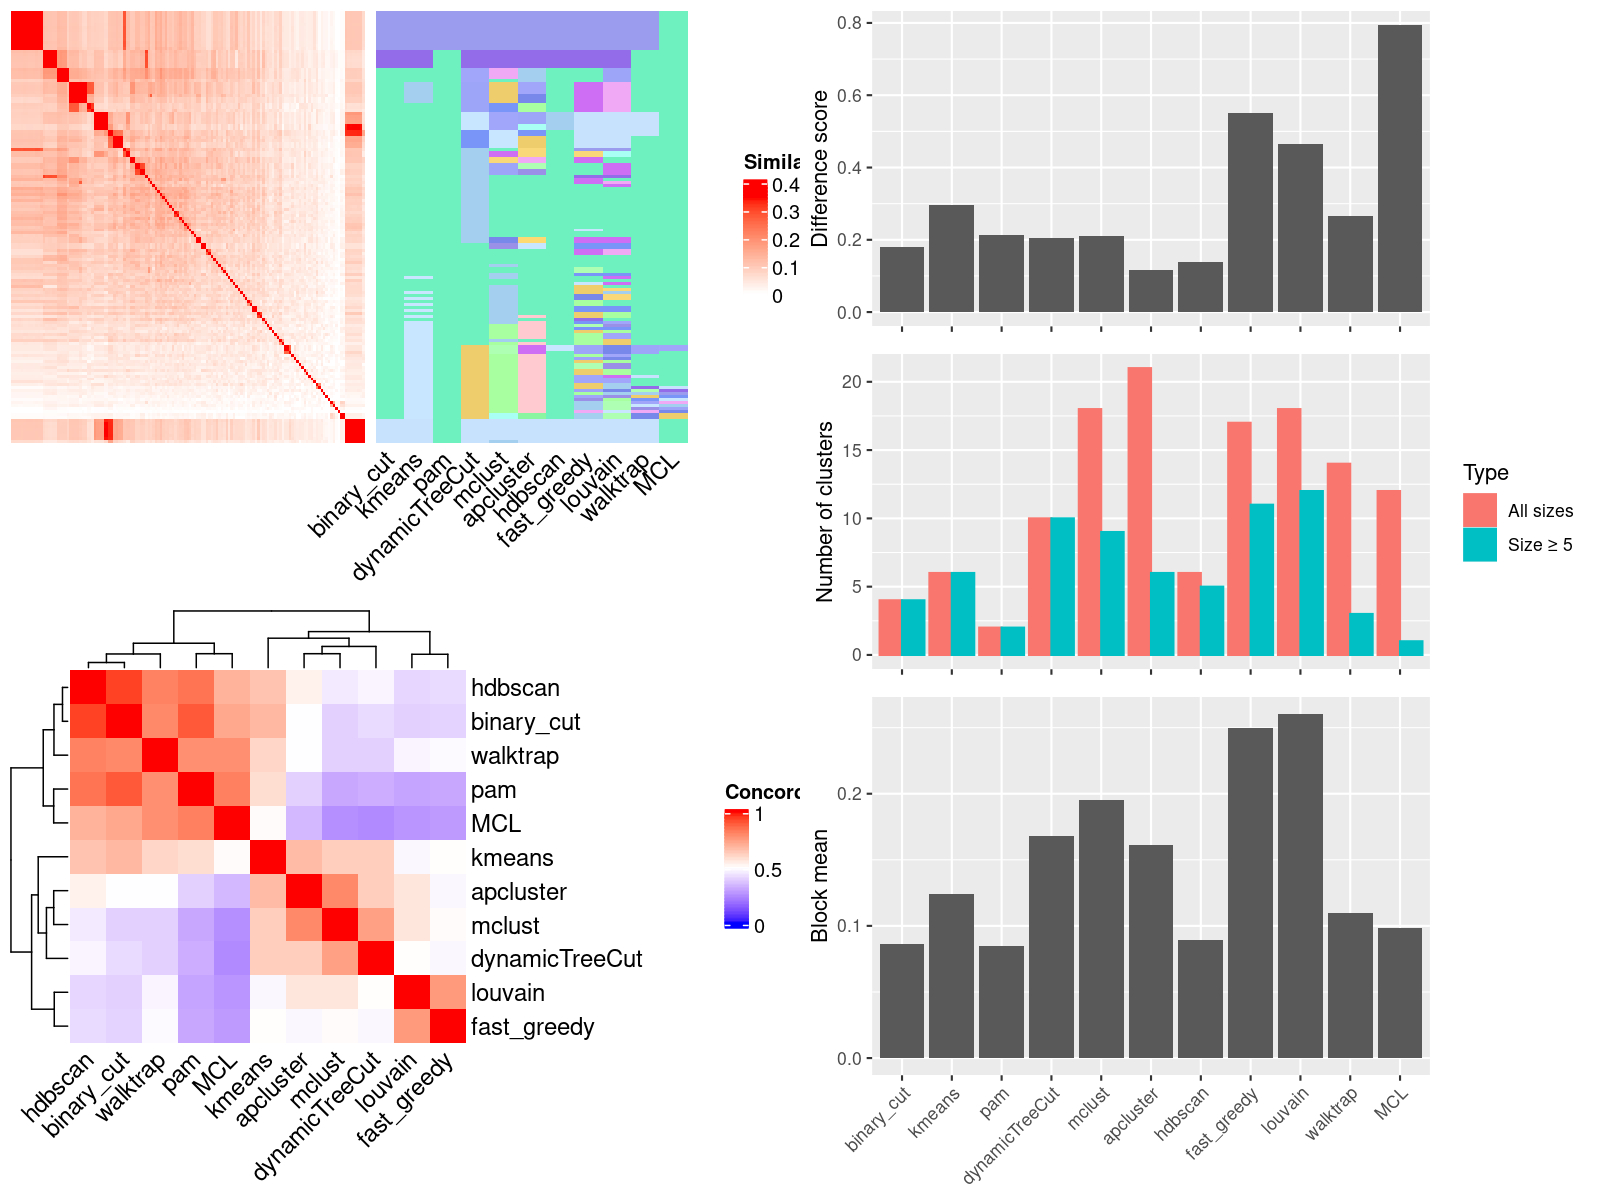 Simila
0.4
0.3
0.2
0.1
0
binary_cut
kmeans
pam
dynamicTreeCut
mclust
apcluster
hdbscan
fast_greedy
louvain
walktrap
MCL
Difference score
0.8
0.6
0.4
0.2
0.0
Number of clusters
20
15
10
5
0
Type
All sizes
Size ≥ 5
hdbscan
binary_cut
walktrap
pam
MCL
kmeans
apcluster
mclust
dynamicTreeCut
louvain
fast_greedy
hdbscan
binary_cut
walktrap
pam
MCL
kmeans
apcluster
mclust
dynamicTreeCut
louvain
fast_greedy
Concord
1
0.5
0
Block mean
0.2
0.1
0.0
binary_cut
kmeans
pam
dynamicTreeCut
mclust
apcluster
hdbscan
fast_greedy
louvain
walktrap
MCL